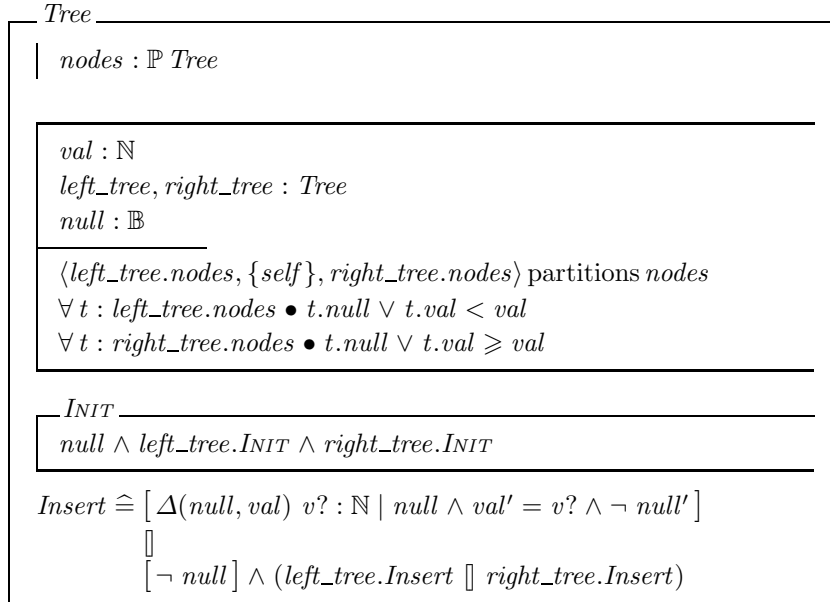 Tree
nodes : ℙ Tree
val : ℕ
left_tree, right_tree : Tree
null : 𝔹
⟨left_tree.nodes, {self}, right_tree.nodes⟩ partitions nodes
∀ t : left_tree.nodes • t.null ∨ t.val < val
∀ t : right_tree.nodes • t.null ∨ t.val ⩾ val
INIT
null ∧ left_tree.INIT ∧ right_tree.INIT
Insert ≙ [ Δ(null, val) v? : ℕ | null ∧ val′ = v? ∧ ¬ null′ ]
[]
[ ¬ null ] ∧ (left_tree.Insert [] right_tree.Insert)